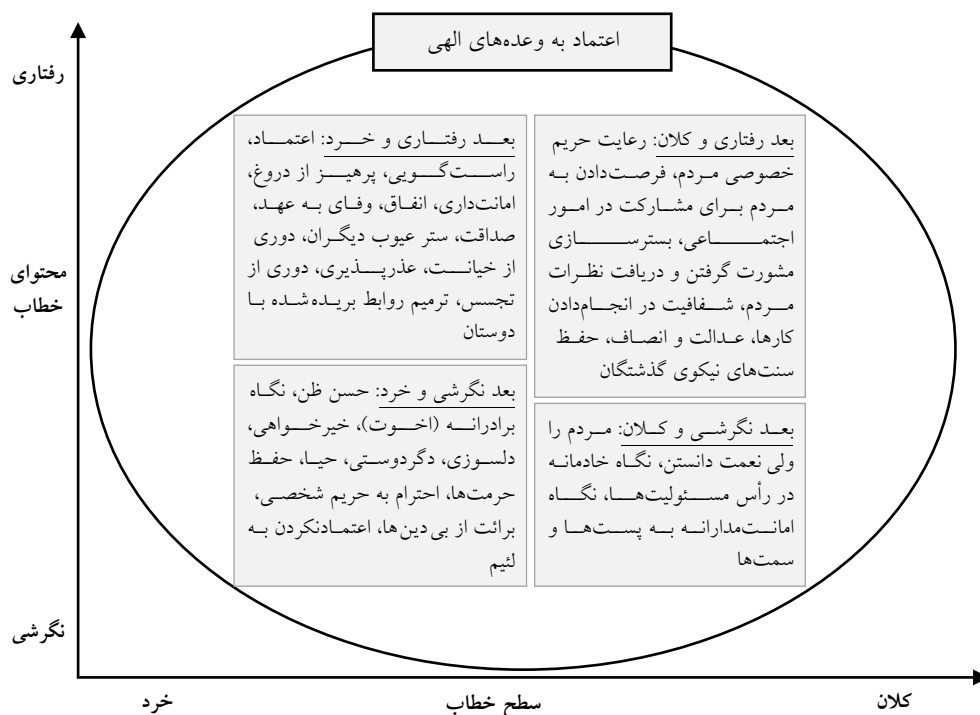 اعتماد به وعده‌های الهی
رفتاری
بعد رفتاری و کلان: رعایت حریم
خصوصی مردم، فرصت‌دادن به
مردم برای مشارکت در امور
اجتماعی، بسترسازی
مشورت گرفتن و دریافت نظرات
مردم، شفافیت در انجام‌دادن
کارها، عدالت و انصاف، حفظ
سنت‌های نیکوی گذشتگان
بعد رفتاری و خرد: اعتماد،
راست‌گویی، پرهیز از دروغ،
امانت‌داری، انفاق، وفای به عهد،
صداقت، ستر عیوب دیگران، دوری
از خیانت، عذرپذیری، دوری از
تجسس، ترمیم روابط بریده‌شده با
دوستان
محتوای
خطاب
بعد نگرشی و کلان: مردم را
ولی نعمت دانستن، نگاه خادمانه
در رأس مسئولیت‌ها، نگاه
امانت‌مدارانه به پست‌ها و
سمت‌ها
بعد نگرشی و خرد: حسن ظن، نگاه
برادرانه (اخوت)، خیرخواهی،
دلسوزی، دگردوستی، حیا، حفظ
حرمت‌ها، احترام به حریم شخصی،
برائت از بی‌دین‌ها، اعتمادنکردن به
لئیم
نگرشی
کلان
سطح خطاب
خرد